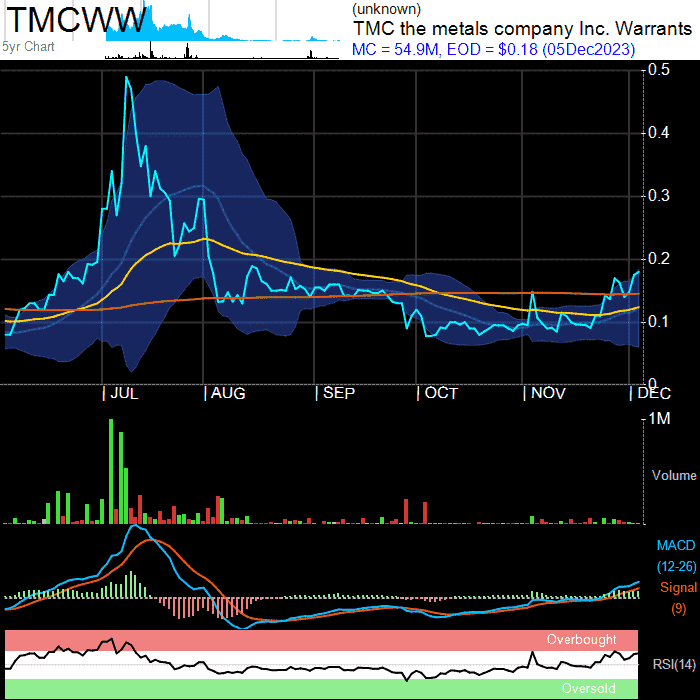 TMCWW
5yr Chart
(unknown)
TMC the metals company Inc. Warrants
MC = 54.9M, EOD = $0.18 (05Dec2023)
0.5
0.4
0.3
0.2
0.1
0
JUL AUG SEP OCT NOV DEC
1M
Volume
MACD
(12-26)
Signal
(9)
Overbought
RSI(14)
Oversold